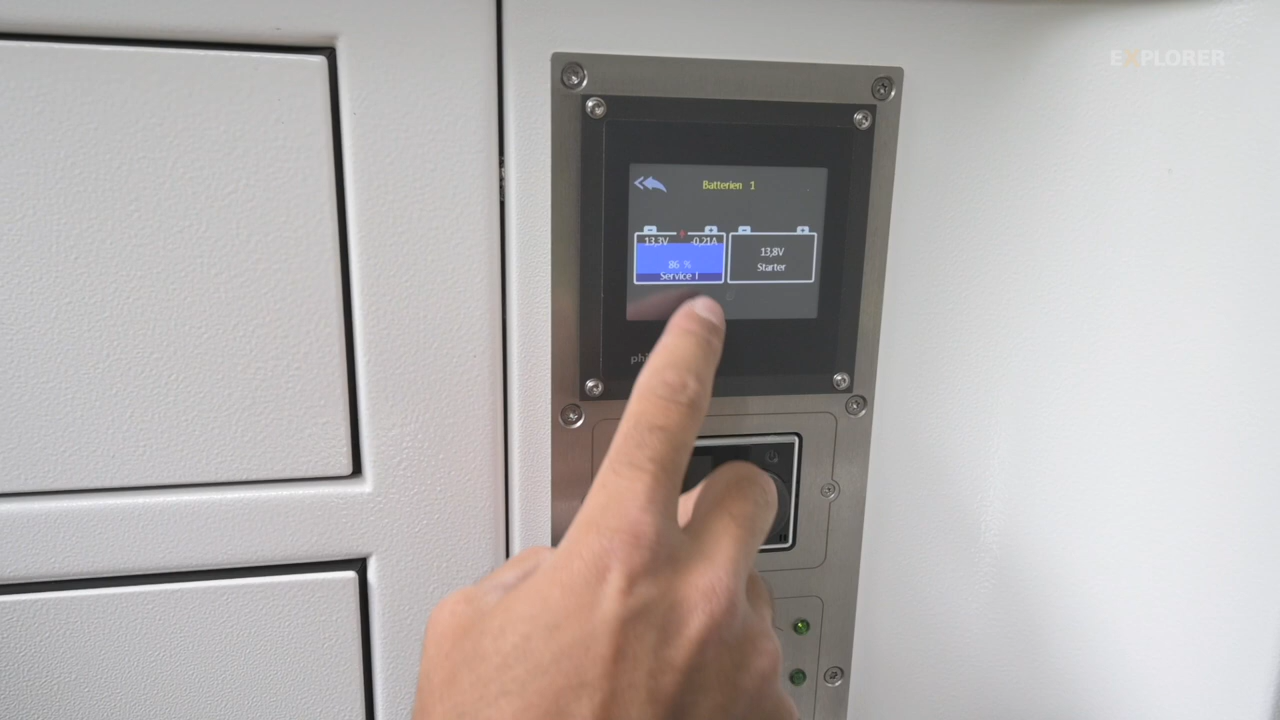 EXPLORER
Batterien 1
13,3V -0,21A
86 %
Service 1
13,8V
Starter